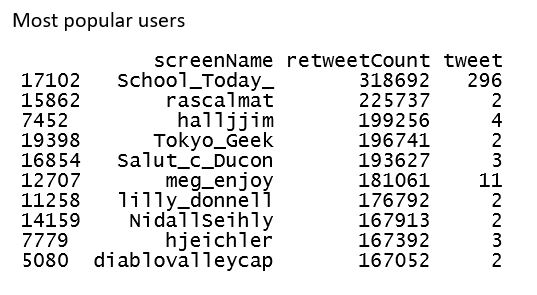 Most popular users
screenName retweetCount tweet
17102 School_Today_ 318692 296
15862 rascalmat 225737 2
7452 halljjim 199256 4
19398 Tokyo_Geek 196741 2
16854 Salut_c_Ducon 193627 3
12707 meg_enjoy 181061 11
11258 lilly_donnell 176792 2
14159 NidallSeihly 167913 2
7779 hjeichler 167392 3
5080 diablovalleycap 167052 2